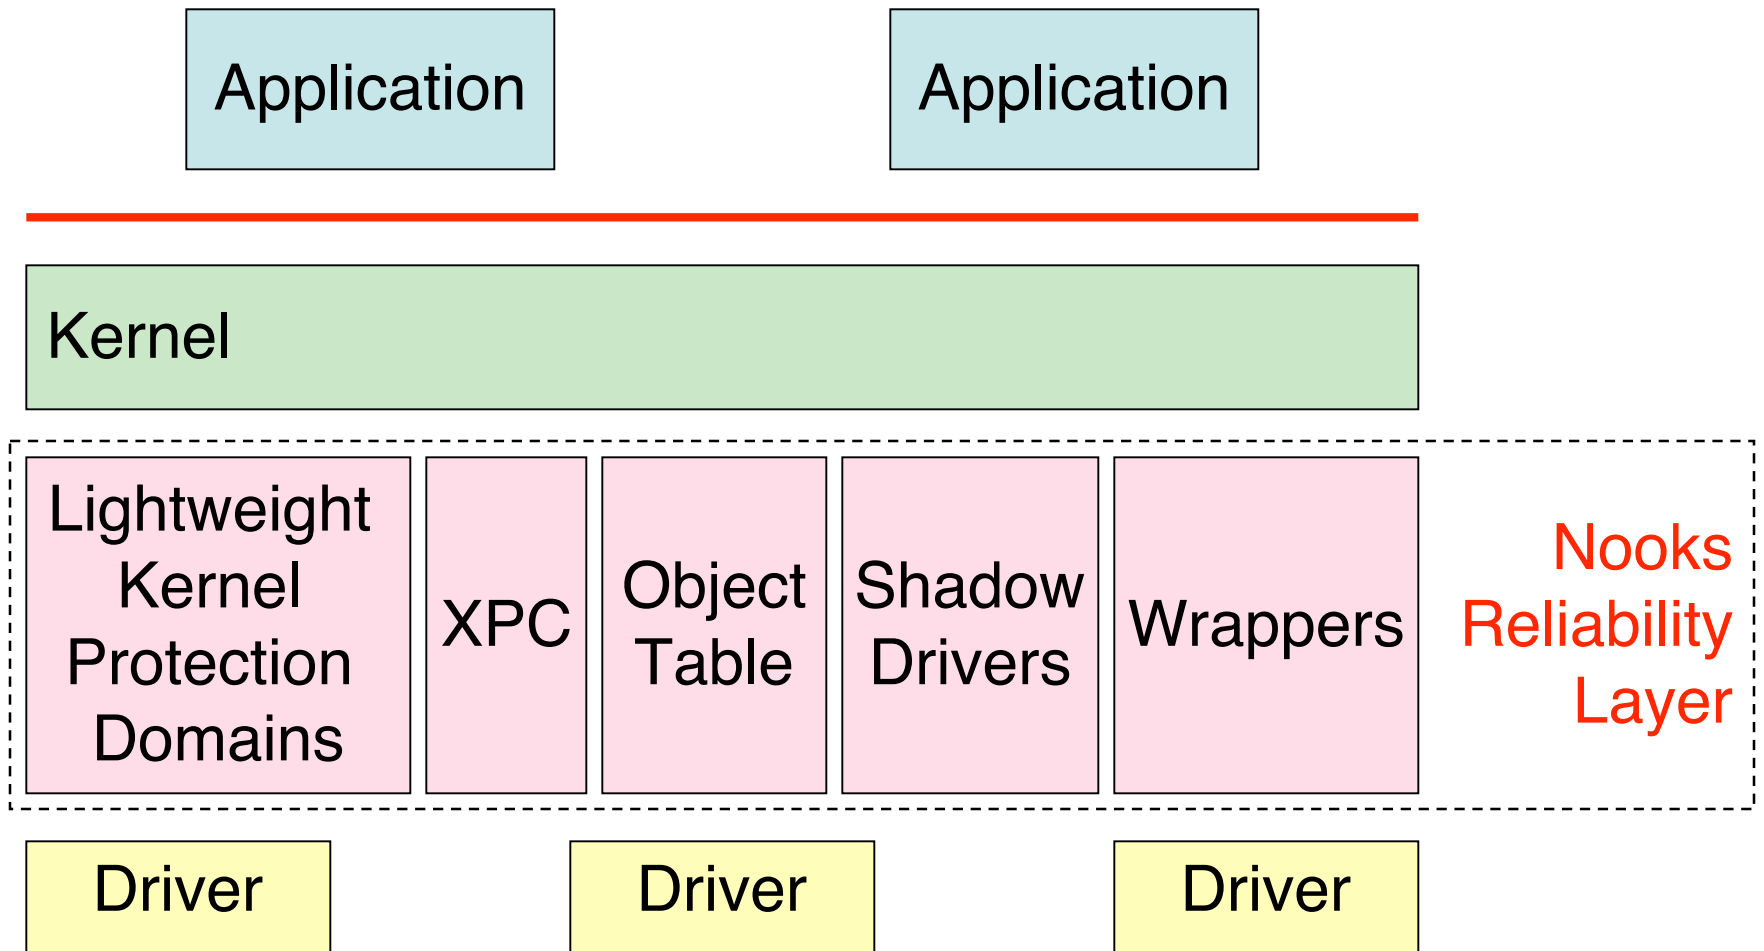 Application
Application
Kernel
Lightweight
Kernel
Protection
Domains
XPC
Object
Table
Shadow
Drivers
Wrappers
Nooks
Reliability
Layer
Driver
Driver
Driver